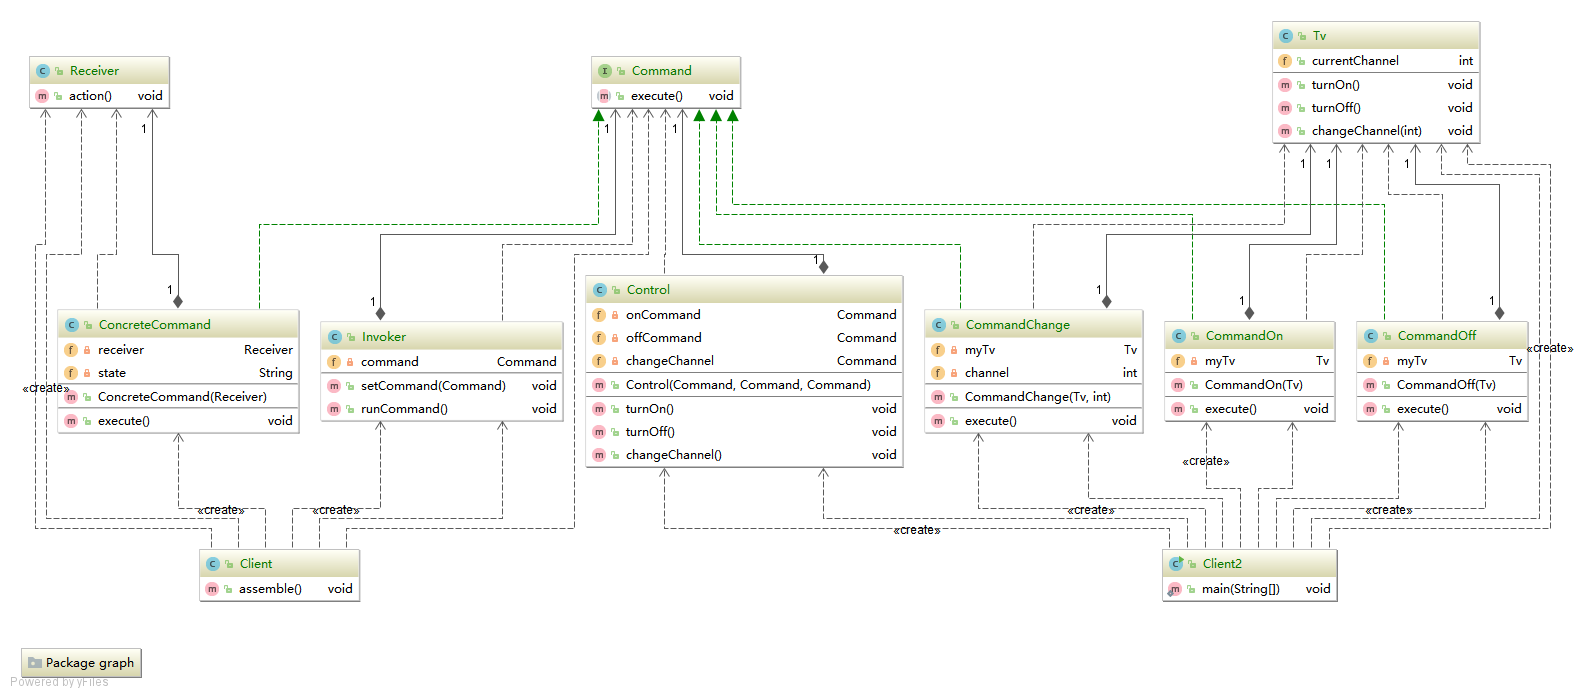 Tv
currentChannel int
turnOn() void
turnOff() void
changeChannel(int) void
Receiver
action() void
Command
execute() void
1
1
1
1
1
1
1
1
1
1
1
1
ConcreteCommand
receiver Receiver
state String
ConcreteCommand(Receiver)
execute() void
Invoker
command Command
setCommand(Command) void
runCommand() void
Control
onCommand Command
offCommand Command
changeChannel Command
Control(Command, Command, Command)
turnOn() void
turnOff() void
changeChannel() void
CommandChange
myTv Tv
channel int
CommandChange(Tv, int)
execute() void
CommandOn
myTv Tv
CommandOn(Tv)
execute() void
CommandOff
myTv Tv
CommandOff(Tv)
execute() void
«create»
«create»
«create»
«create»
«create»
«create»
«create»
«create»
Client
assemble() void
Client2
main(String[]) void
Package graph
Powered by yFiles